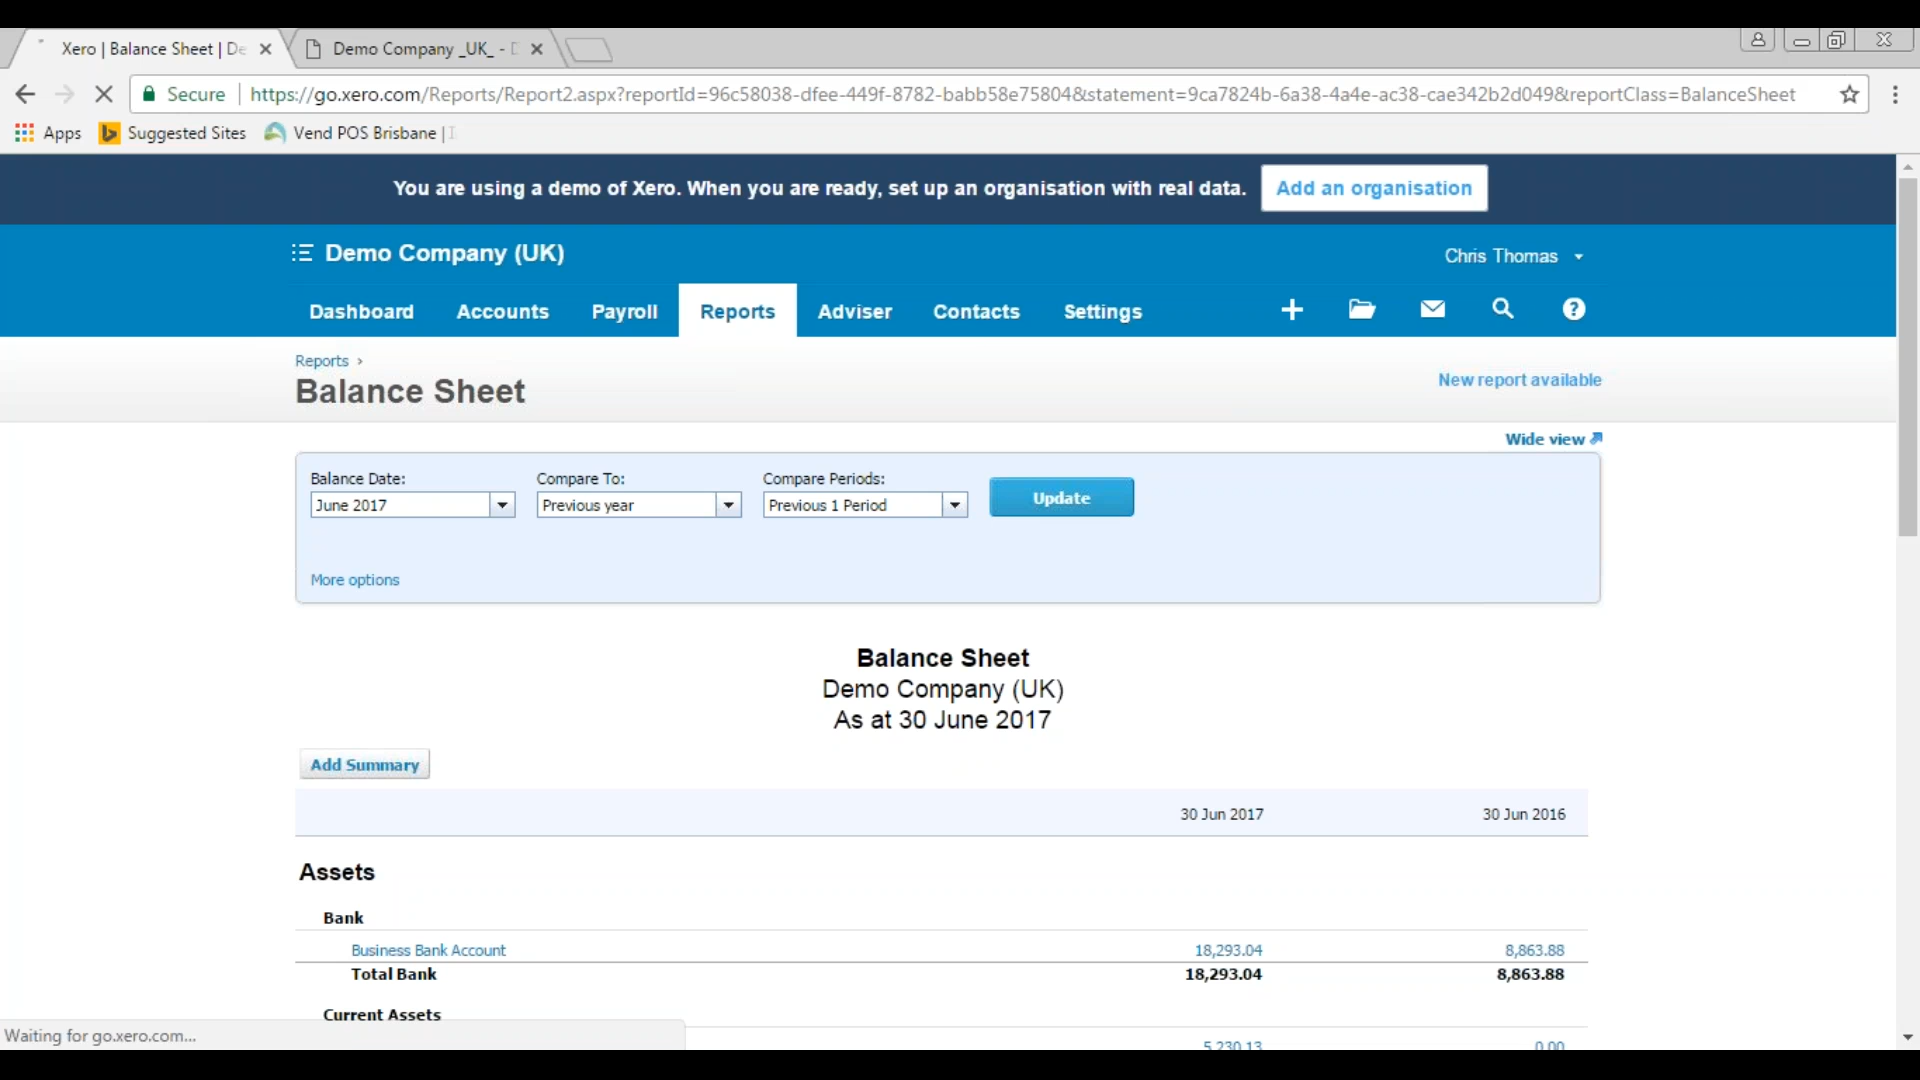 Xero | Balance Sheet | De
Demo Company _UK_ - D
Secure
https://go.xero.com/Reports/Report2.aspx?reportId=96c58038-dfee-449f-8782-babb58e75804&statement=9ca7824b-6a38-4a4e-ac38-cae342b2d049&reportClass=BalanceSheet
Apps
Suggested Sites
Vend POS Brisbane | I
You are using a demo of Xero. When you are ready, set up an organisation with real data.
Add an organisation
Demo Company (UK)
Chris Thomas
Dashboard
Accounts
Payroll
Reports
Adviser
Contacts
Settings
Reports ›
Balance Sheet
New report available
Wide view
Balance Date:
Compare To:
Compare Periods:
June 2017
Previous year
Previous 1 Period
Update
More options
Balance Sheet
Demo Company (UK)
As at 30 June 2017
Add Summary
30 Jun 2017 30 Jun 2016
Assets
Bank
Business Bank Account 18,293.04 8,863.88
Total Bank 18,293.04 8,863.88
Current Assets
5,230.13 0.00
Waiting for go.xero.com...